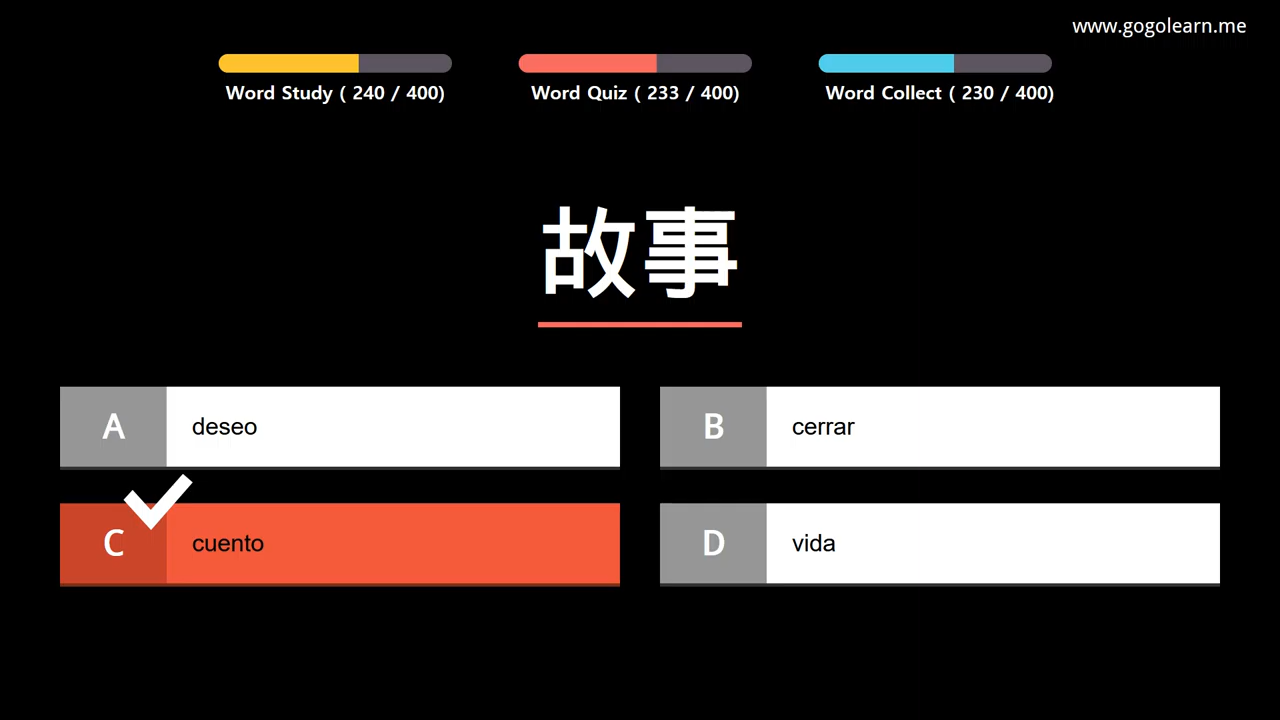 www.gogolearn.me
Word Study ( 240 / 400)
Word Quiz ( 233 / 400)
Word Collect ( 230 / 400)
故事
A
deseo
B
cerrar
C
cuento
D
vida